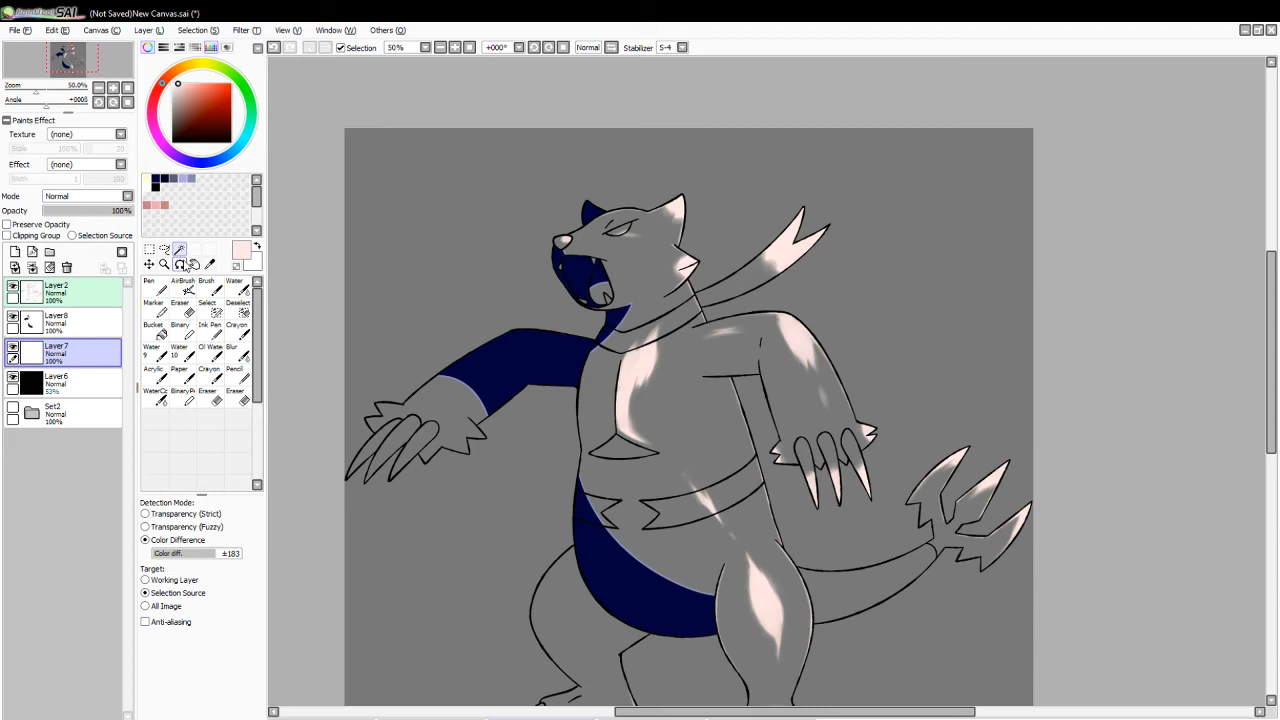 PaintTool SAI (Not Saved)New Canvas.sai (*)
File (F) Edit (E) Canvas (C) Layer (L) Selection (S) Filter (T) View (V) Window (W) Others (O)
Selection 50% +000° Normal Stabilizer S-4
Zoom 50.0%
Angle +000°
Paints Effect
Texture (none)
Scale 100% 20
Effect (none)
Width 1 100
Mode Normal
Opacity 100%
Preserve Opacity
Clipping Group Selection Source
Layer2
Normal
100%
Layer8
Normal
100%
Layer7
Normal
100%
Layer6
Normal
53%
Set2
Normal
100%
Pen AirBrush Brush Water
Marker Eraser Select Deselect
Bucket Binary Ink Pen Crayon
Water 9 Water 10 Ol Wate Blur
Acrylic Paper Crayon Pencil
WaterCc BinaryP Eraser Eraser
Detection Mode:
Transparency (Strict)
Transparency (Fuzzy)
Color Difference
Color diff. ±183
Target:
Working Layer
Selection Source
All Image
Anti-aliasing